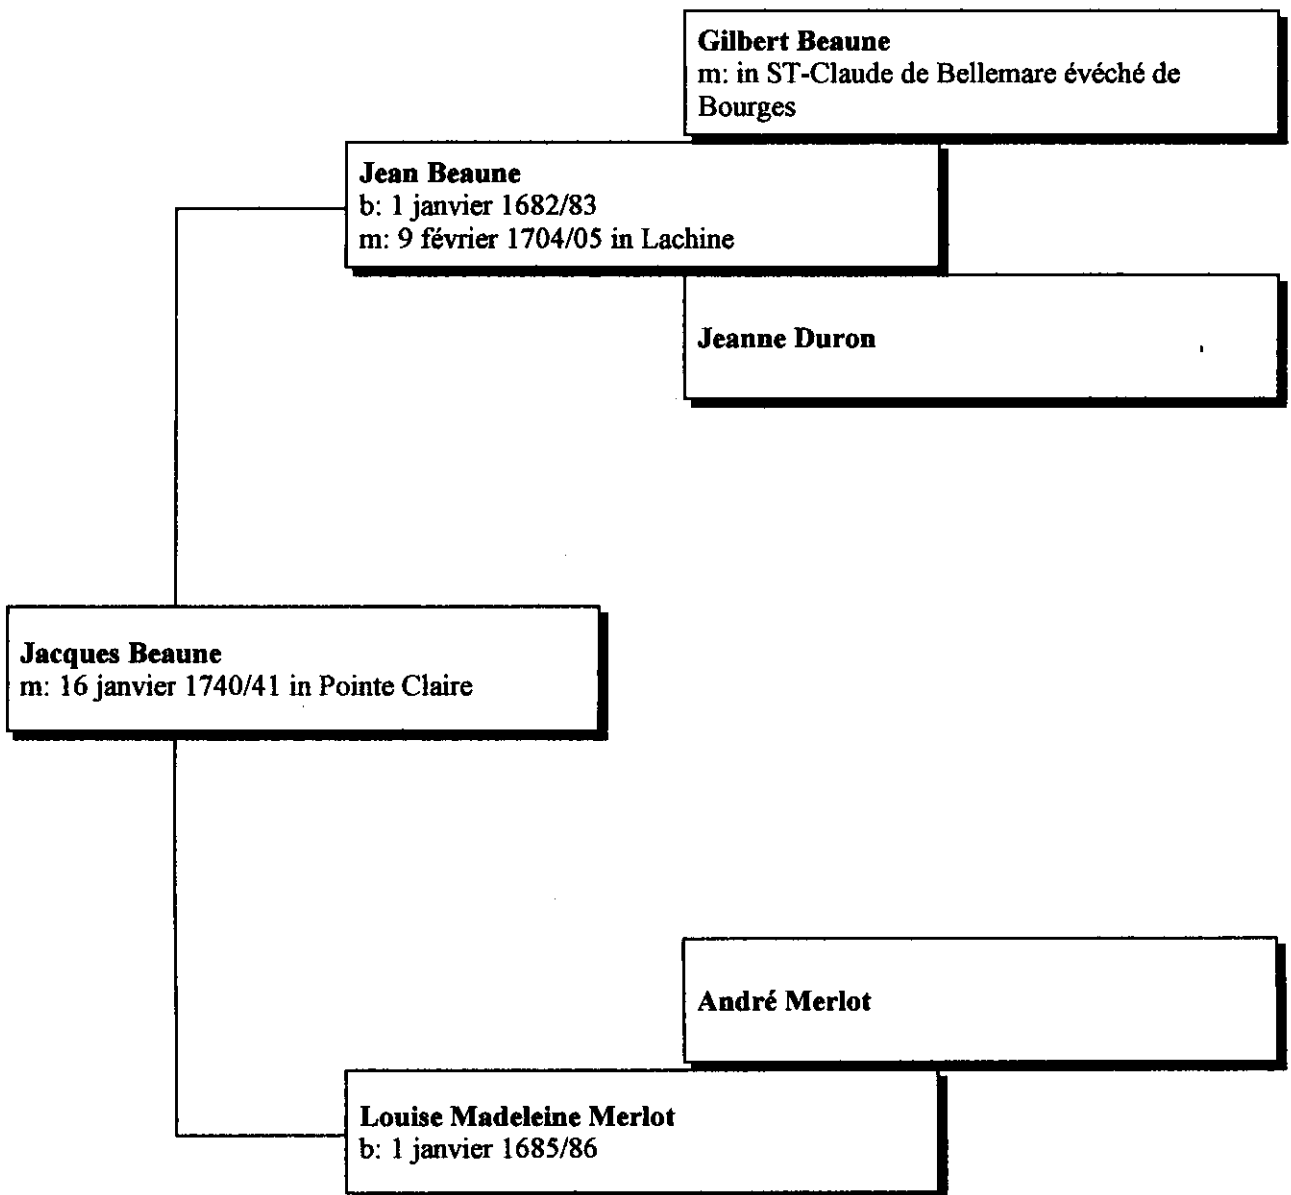 Gilbert Beaune
m: in ST-Claude de Bellemare évéché de
Bourges
Jean Beaune
b: 1 janvier 1682/83
m: 9 février 1704/05 in Lachine
Jeanne Duron
Jacques Beaune
m: 16 janvier 1740/41 in Pointe Claire
André Merlot
Louise Madeleine Merlot
b: 1 janvier 1685/86